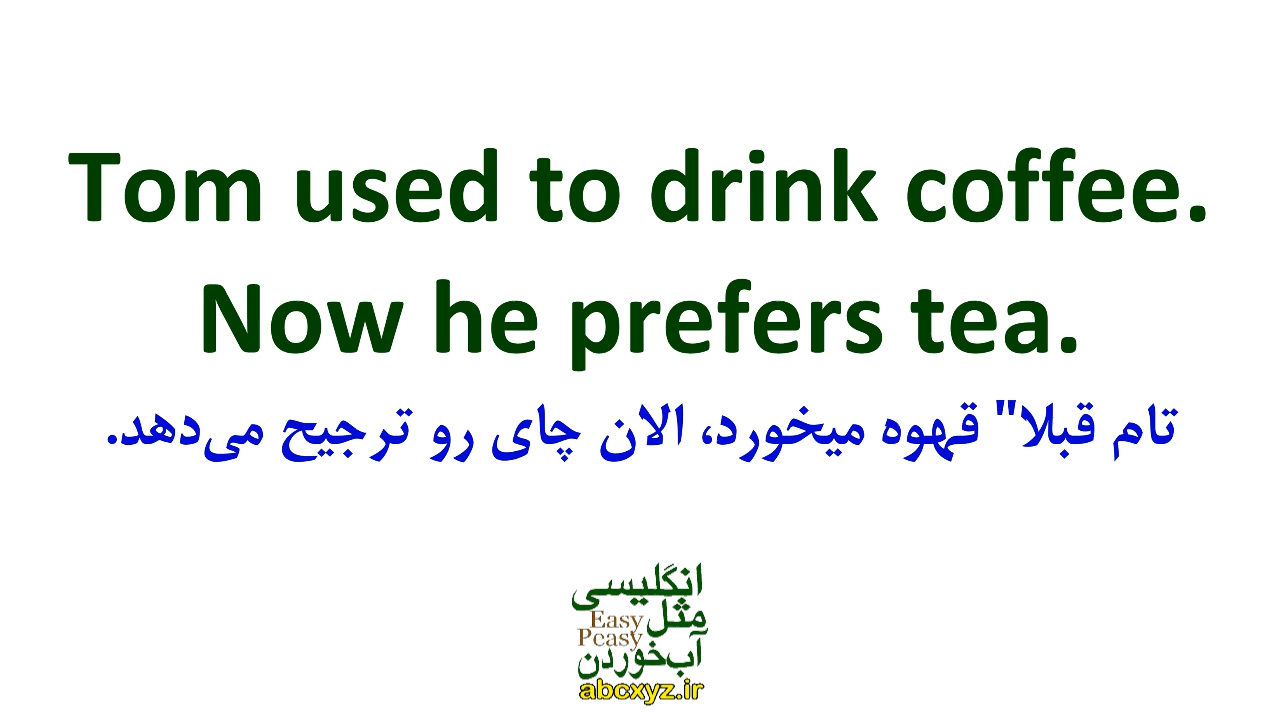 Tom used to drink coffee.
Now he prefers tea.
تام قبلا" قهوه میخورد، الان چای رو ترجیح می‌دهد.
انگلیسی
مثل
Easy
Peasy
آب‌خوردن
abcxyz.ir